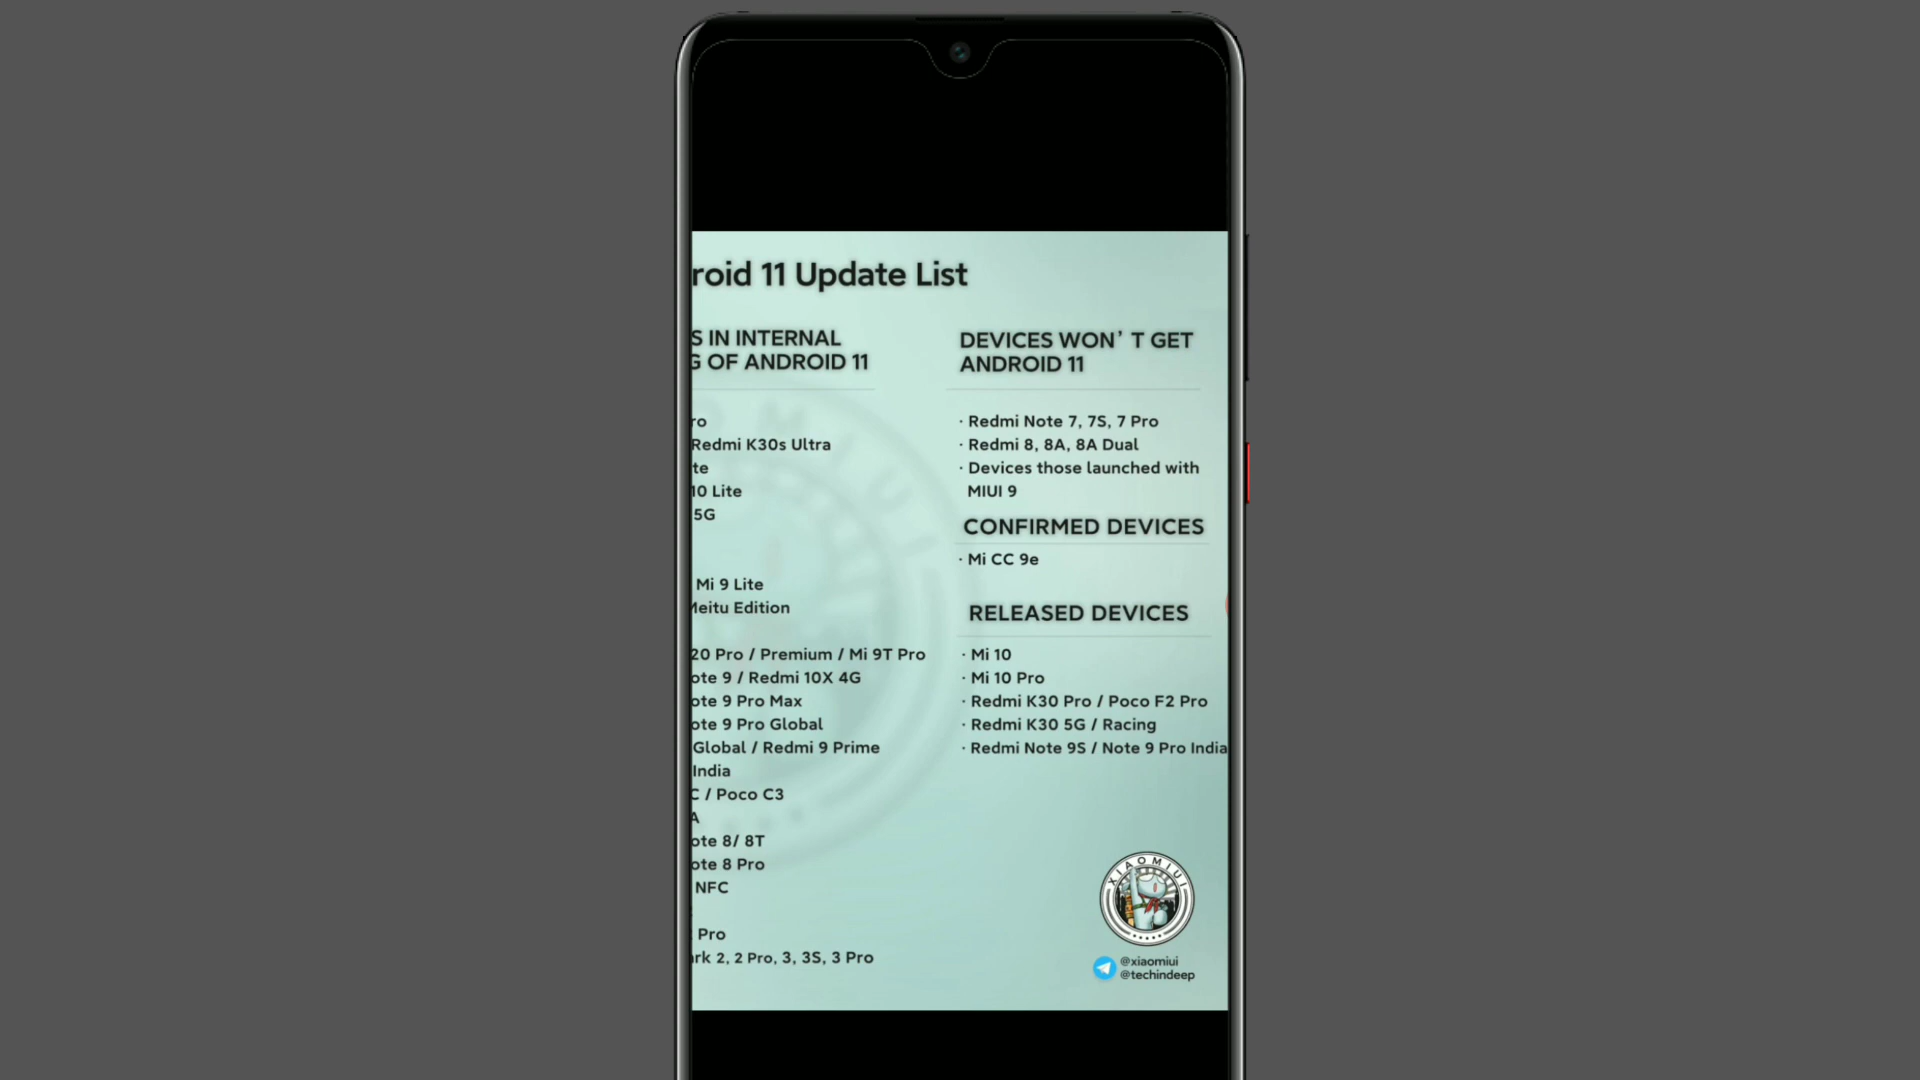 roid 11 Update List
S IN INTERNAL
G OF ANDROID 11
ro
Redmi K30s Ultra
te
10 Lite
5G
Mi 9 Lite
Meitu Edition
20 Pro / Premium / Mi 9T Pro
ote 9 / Redmi 10X 4G
ote 9 Pro Max
ote 9 Pro Global
Global / Redmi 9 Prime
India
C / Poco C3
A
ote 8/ 8T
ote 8 Pro
NFC
Pro
rk 2, 2 Pro, 3, 3S, 3 Pro
DEVICES WON’ T GET
ANDROID 11
· Redmi Note 7, 7S, 7 Pro
· Redmi 8, 8A, 8A Dual
· Devices those launched with
MIUI 9
CONFIRMED DEVICES
· Mi CC 9e
RELEASED DEVICES
· Mi 10
· Mi 10 Pro
· Redmi K30 Pro / Poco F2 Pro
· Redmi K30 5G / Racing
· Redmi Note 9S / Note 9 Pro India
XIAOMIUI
@xiaomiui
@techindeep